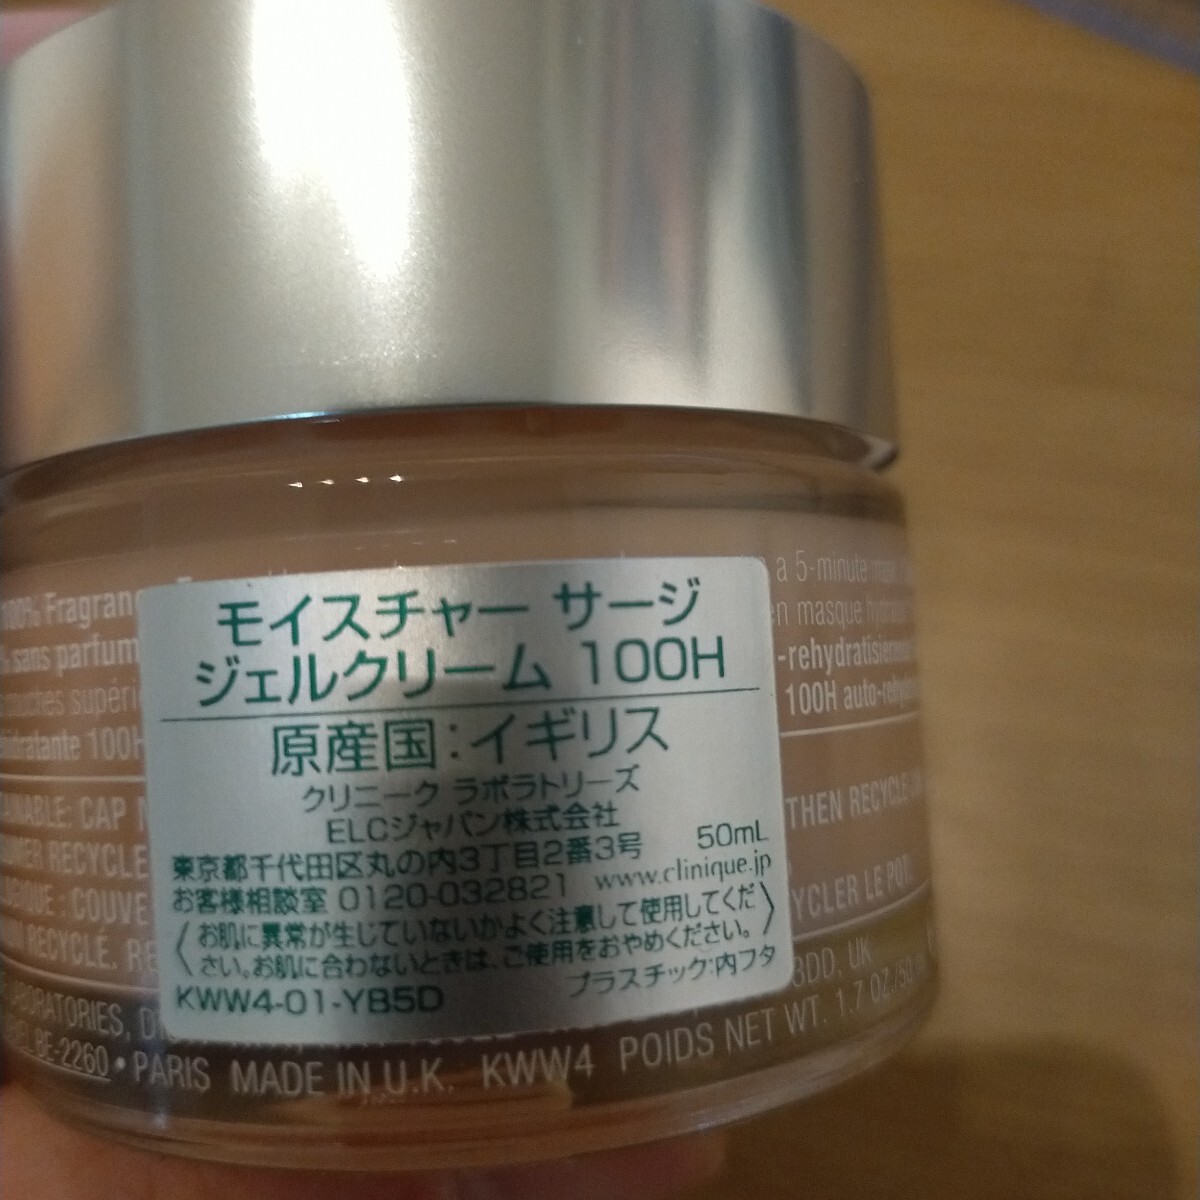 モイスチャー サージ
ジェルクリーム 100H
原産国：イギリス
クリニーク ラボラトリーズ
ELCジャパン株式会社
東京都千代田区丸の内3丁目2番3号 50mL
お客様相談室 0120-032821 www.clinique.jp
〈お肌に異常が生じていないかよく注意して使用してくだ
さい。お肌に合わないときは、ご使用をおやめください。〉
プラスチック：内フタ
KWW4-01-YB5D
100%
sans parfum
100H
CAP
RECYCLE
COUVE
RECYCLÉ.
a 5-minute
masque
-rehydratisierende
100H
THEN RECYCLE
LE POT.
3DD, UK
BE-2260 • PARIS MADE IN U.K. KWW4 POIDS NET WT. 1.7 OZ./50